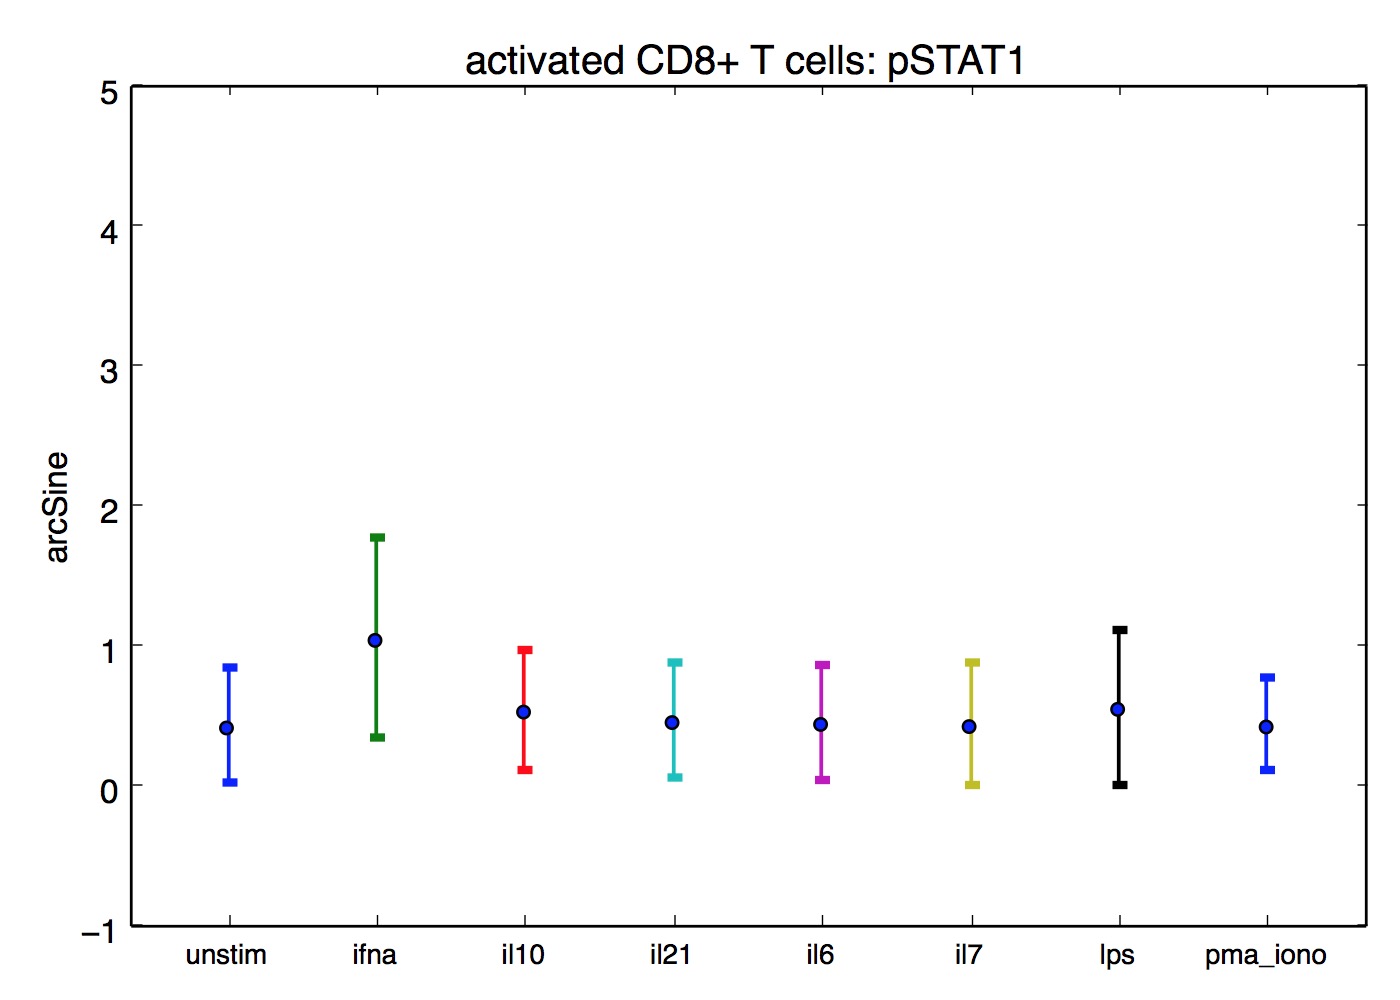 activated CD8+ T cells: pSTAT1
5
4
3
2
1
0
−1
arcSine
unstim ifna il10 il21 il6 il7 lps pma_iono